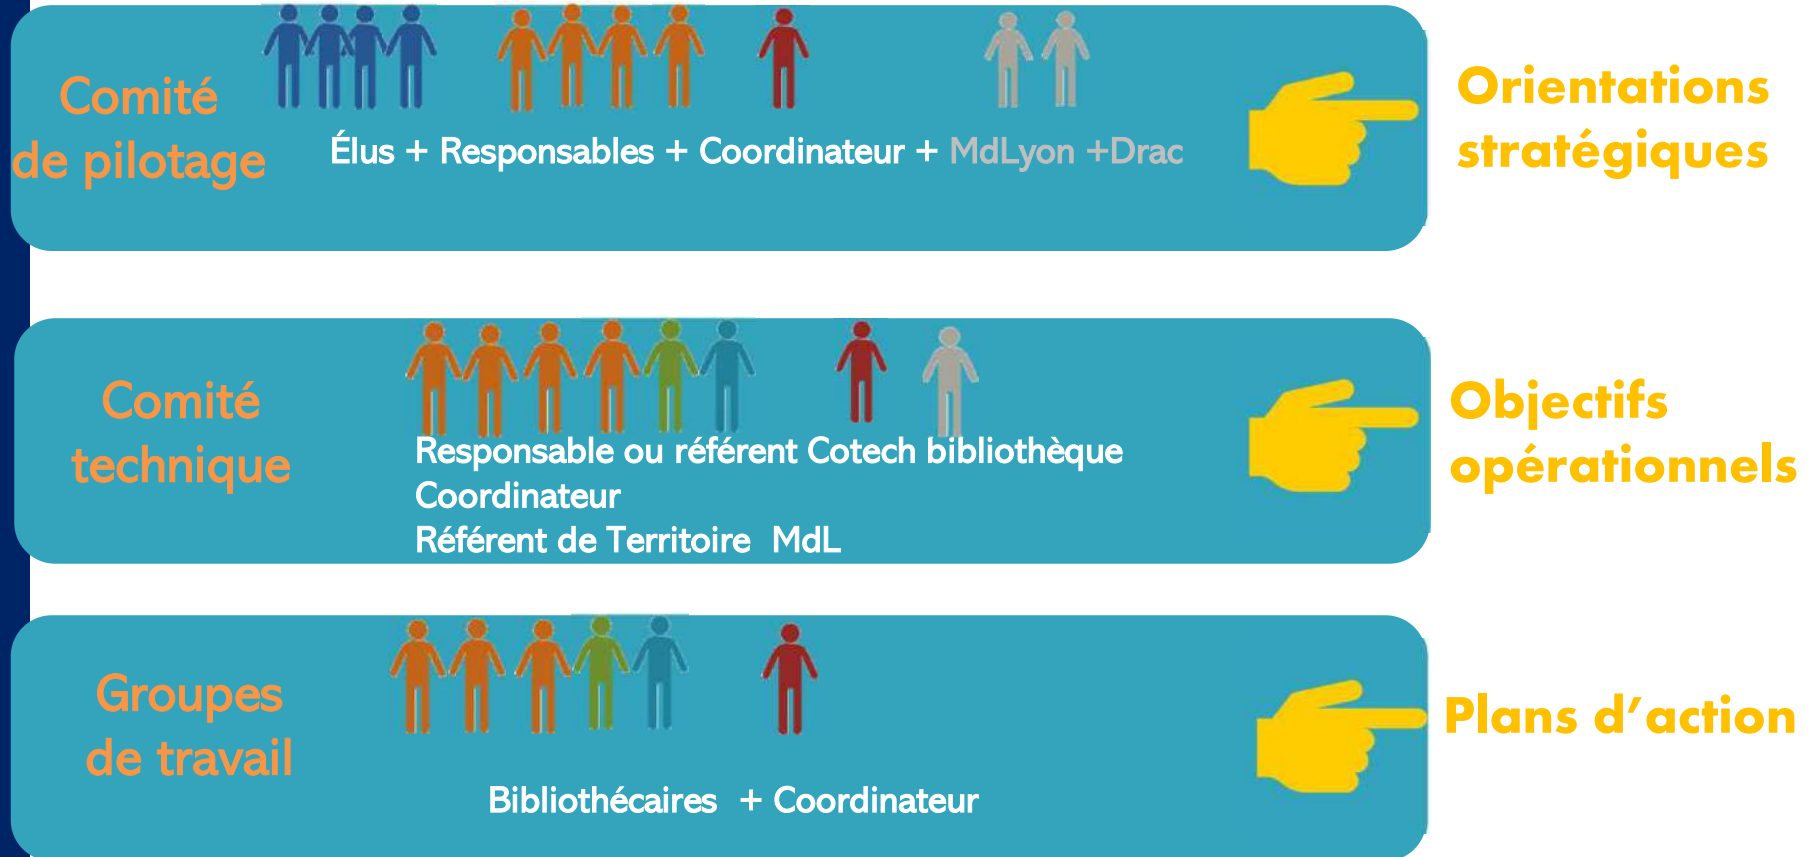 Comité
de pilotage
Élus + Responsables + Coordinateur + MdLyon +Drac
Orientations
stratégiques
Comité
technique
Responsable ou référent Cotech bibliothèque
Coordinateur
Référent de Territoire MdL
Objectifs
opérationnels
Groupes
de travail
Bibliothécaires + Coordinateur
Plans d’action